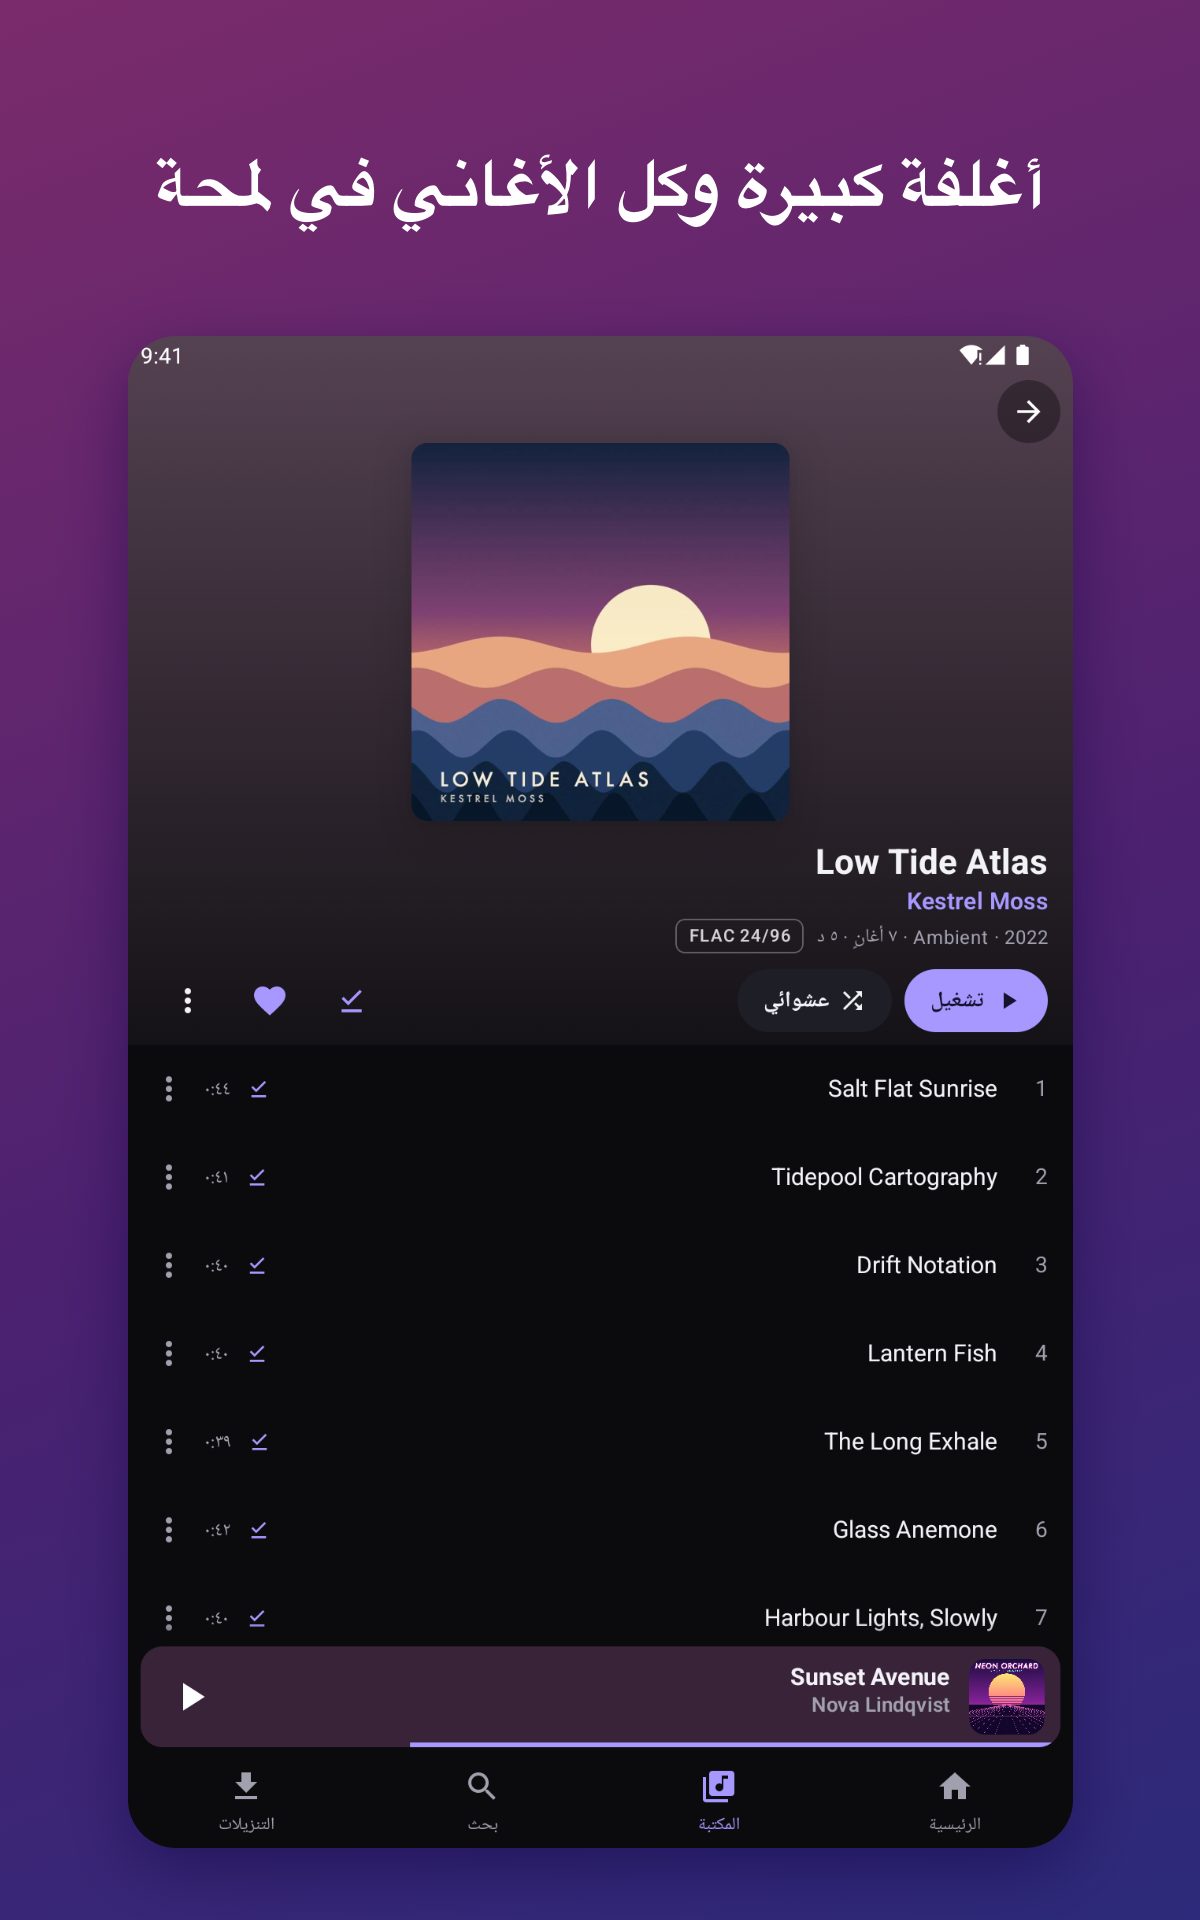 أغلفة كبيرة وكل الأغاني في لمحة
9:41
LOW TIDE ATLAS
KESTREL MOSS
Low Tide Atlas
Kestrel Moss
2022 · Ambient · ٧ أغانٍ · ٥ د FLAC 24/96
تشغيل عشوائي
1 Salt Flat Sunrise ٠:٤٤
2 Tidepool Cartography ٠:٤١
3 Drift Notation ٠:٤٠
4 Lantern Fish ٠:٤٠
5 The Long Exhale ٠:٣٩
6 Glass Anemone ٠:٤٢
7 Harbour Lights, Slowly ٠:٤٠
NEON ORCHARD
Sunset Avenue
Nova Lindqvist
الرئيسية المكتبة بحث التنزيلات